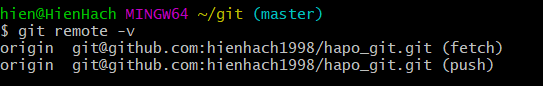 hien@HienHach MINGW64 ~/git (master)
$ git remote -v
origin  git@github.com:hienhach1998/hapo_git.git (fetch)
origin  git@github.com:hienhach1998/hapo_git.git (push)